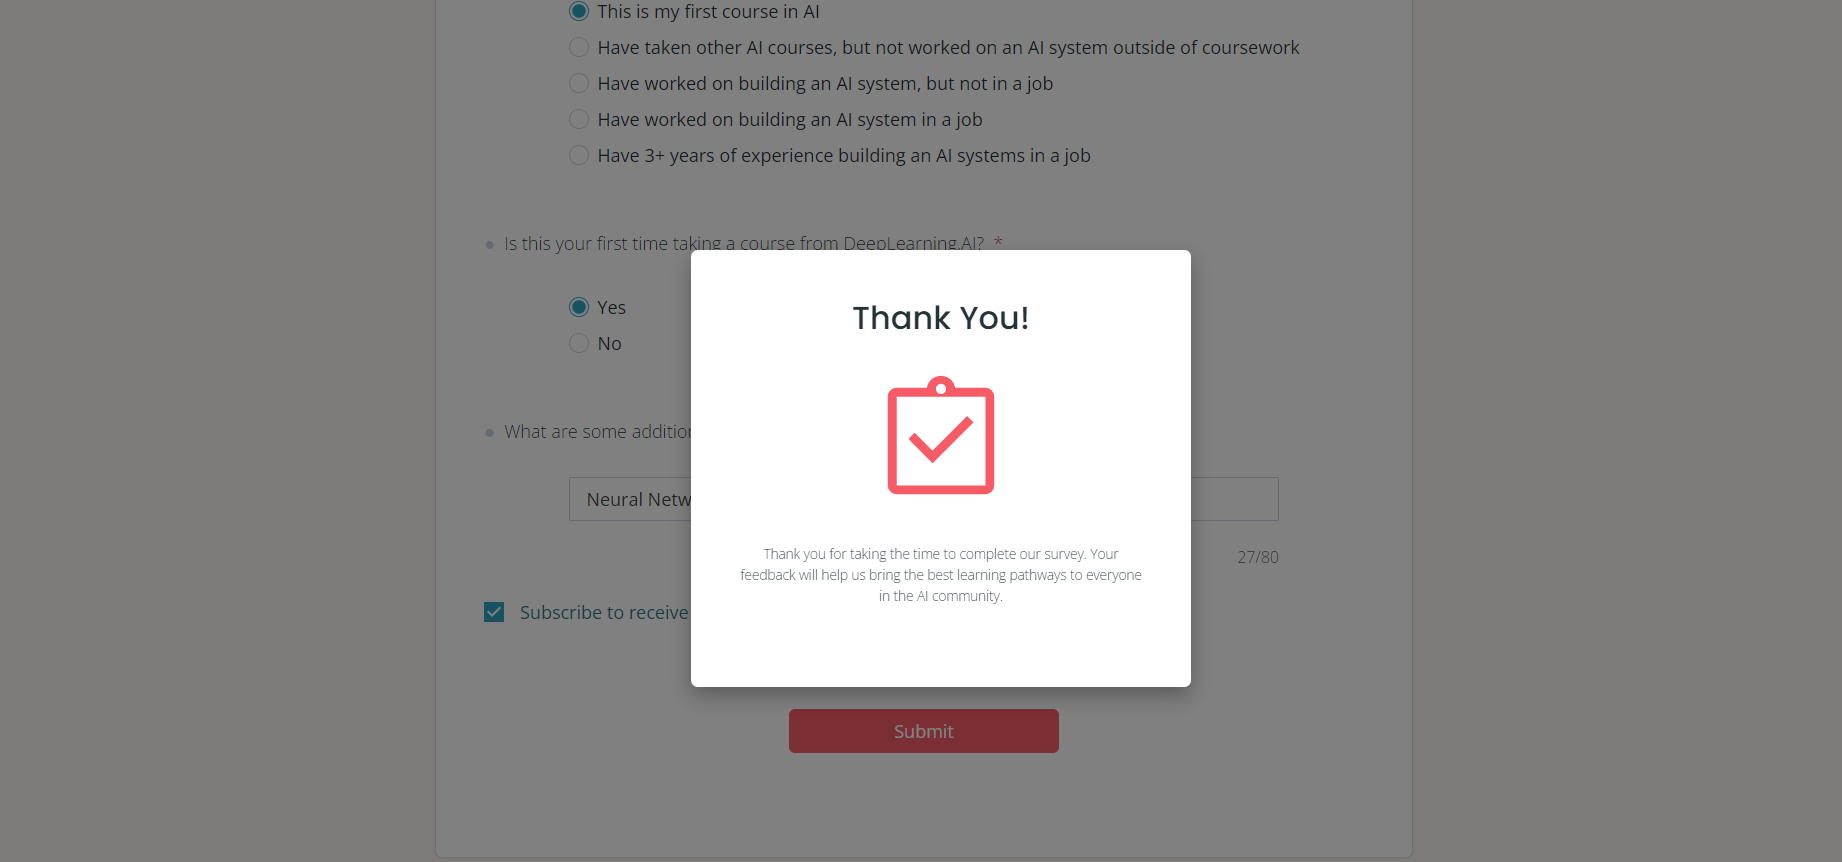 This is my first course in AI
Have taken other AI courses, but not worked on an AI system outside of coursework
Have worked on building an AI system, but not in a job
Have worked on building an AI system in a job
Have 3+ years of experience building an AI systems in a job
Is this your first time taking a course from DeepLearning.AI? *
Yes
No
What are some
Neural
27/80
Subscribe to receive
Thank You!
Thank you for taking the time to complete our survey. Your
feedback will help us bring the best learning pathways to everyone
in the AI community.
Submit